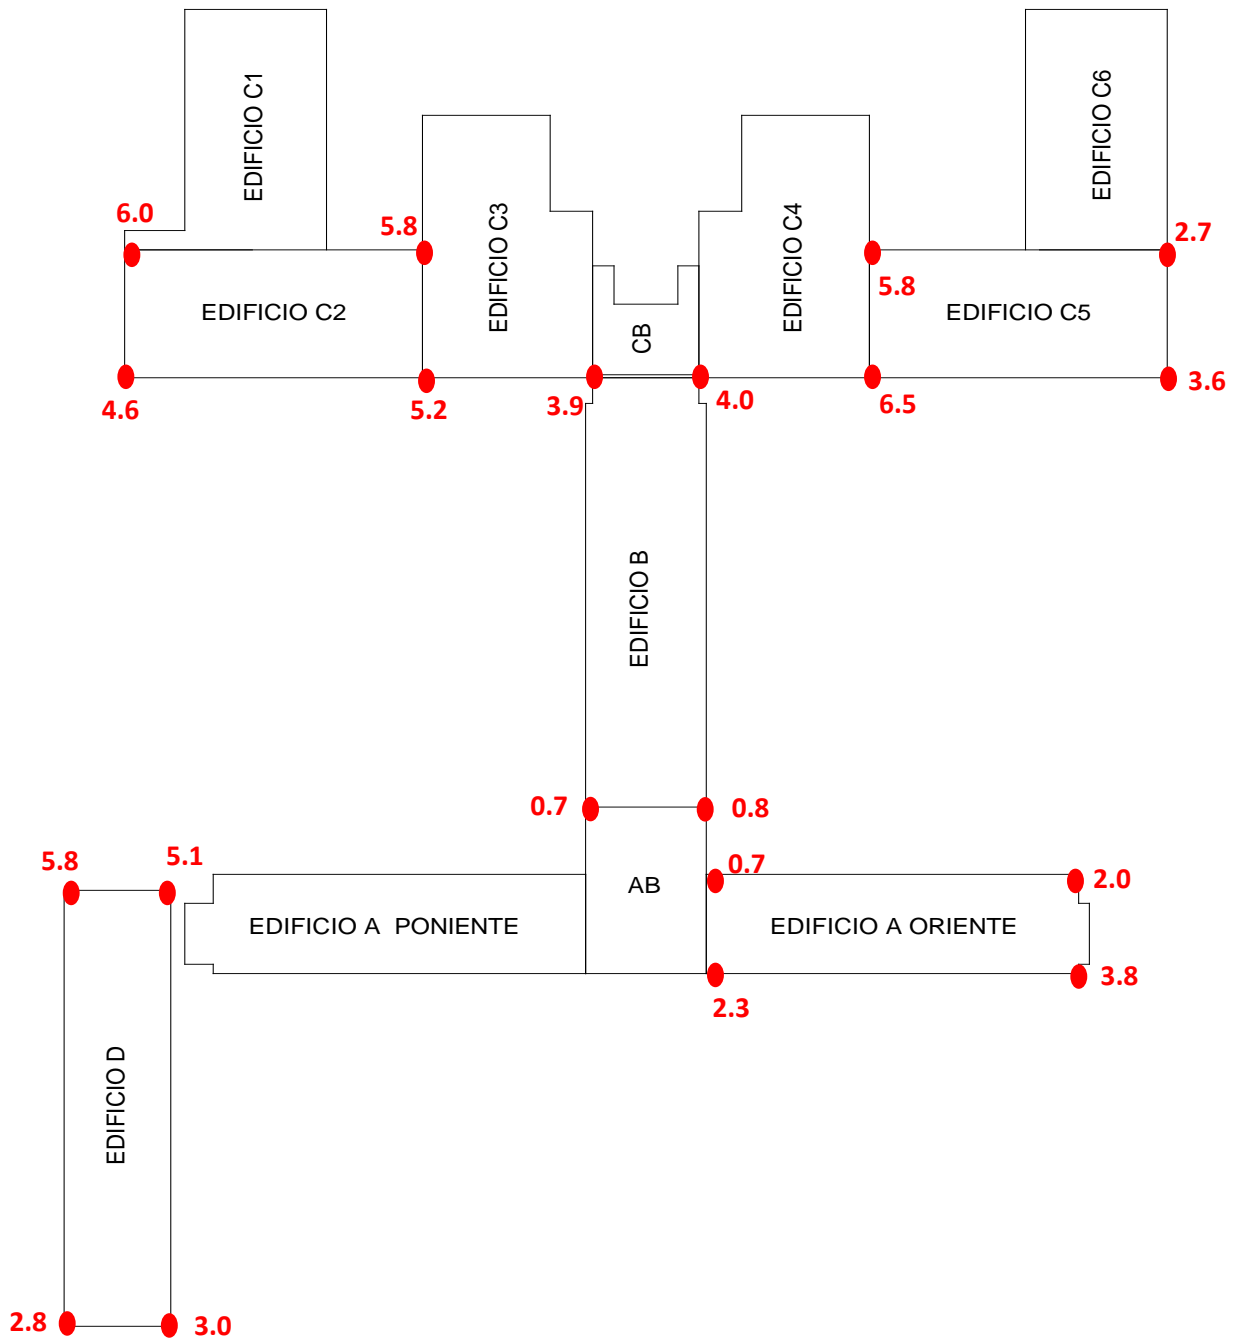 EDIFICIO C1
EDIFICIO C6
6.0
5.8
EDIFICIO C3
EDIFICIO C4
2.7
5.8
EDIFICIO C2
EDIFICIO C5
CB
4.6
5.2
3.9
4.0
6.5
3.6
EDIFICIO B
0.7
0.8
5.8
5.1
0.7
2.0
AB
EDIFICIO A PONIENTE
EDIFICIO A ORIENTE
3.8
2.3
EDIFICIO D
2.8
3.0